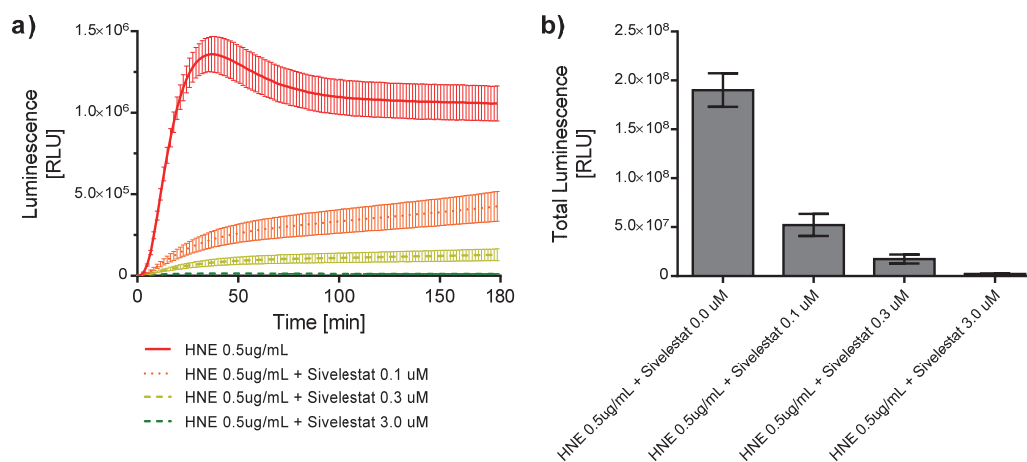 a)
1.5×10⁶
1.0×10⁶
5.0×10⁵
0
Luminescence
[RLU]
0
50
100
150
180
Time [min]
HNE 0.5ug/mL
HNE 0.5ug/mL + Sivelestat 0.1 uM
HNE 0.5ug/mL + Sivelestat 0.3 uM
HNE 0.5ug/mL + Sivelestat 3.0 uM
b)
2.5×10⁸
2.0×10⁸
1.5×10⁸
1.0×10⁸
5.0×10⁷
0
Total Luminescence
[RLU]
HNE 0.5ug/mL + Sivelestat 0.0 uM
HNE 0.5ug/mL + Sivelestat 0.1 uM
HNE 0.5ug/mL + Sivelestat 0.3 uM
HNE 0.5ug/mL + Sivelestat 3.0 uM